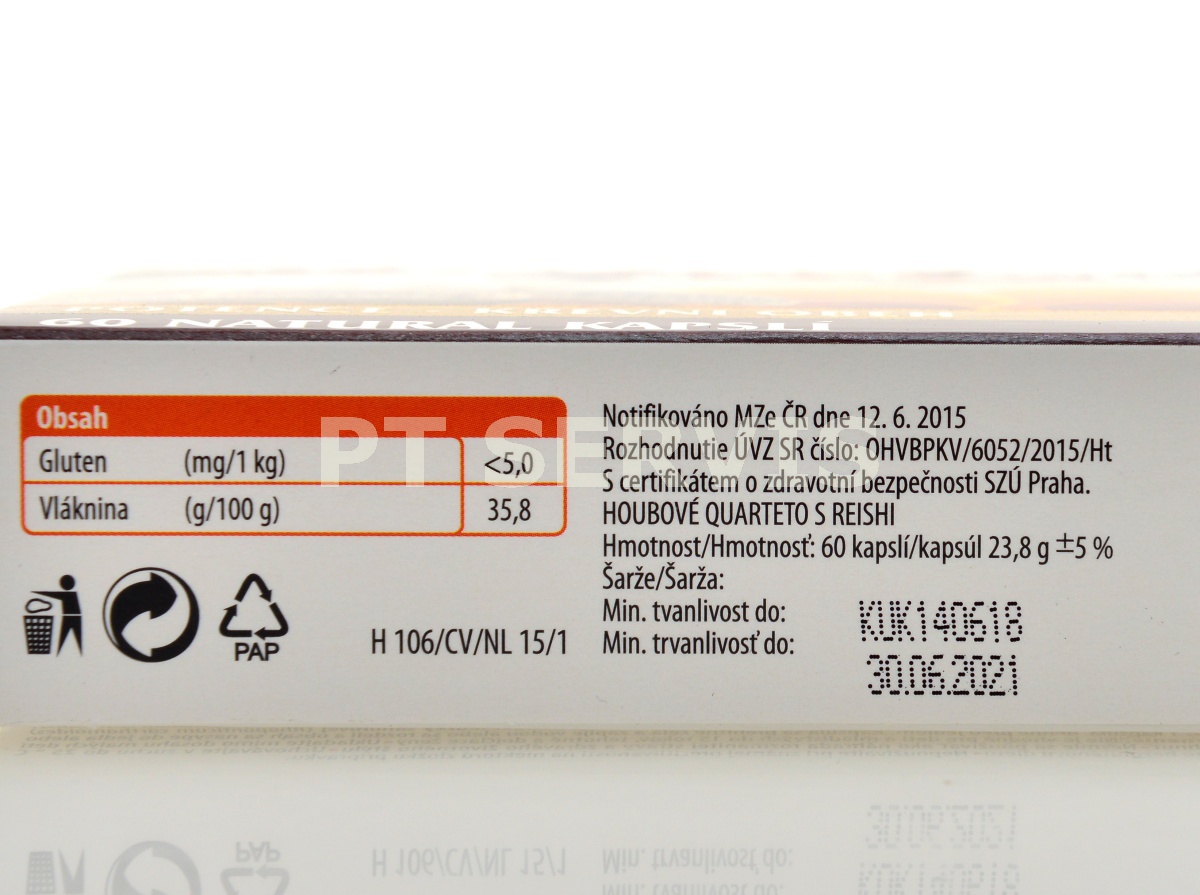 60 NATURAL KAPSLÍ
Obsah
Gluten (mg/1 kg) <5,0
Vláknina (g/100 g) 35,8
PAP
H 106/CV/NL 15/1
PT SERVIS
Notifikováno MZe ČR dne 12. 6. 2015
Rozhodnutie ÚVZ SR číslo: OHVBPKV/6052/2015/Ht
S certifikátem o zdravotní bezpečnosti SZÚ Praha.
HOUBOVÉ QUARTETO S REISHI
Hmotnost/Hmotnosť: 60 kapslí/kapsúl 23,8 g ±5 %
Šarže/Šarža:
Min. tvanlivost do:
Min. trvanlivosť do:
KUK140618
30.06.2021